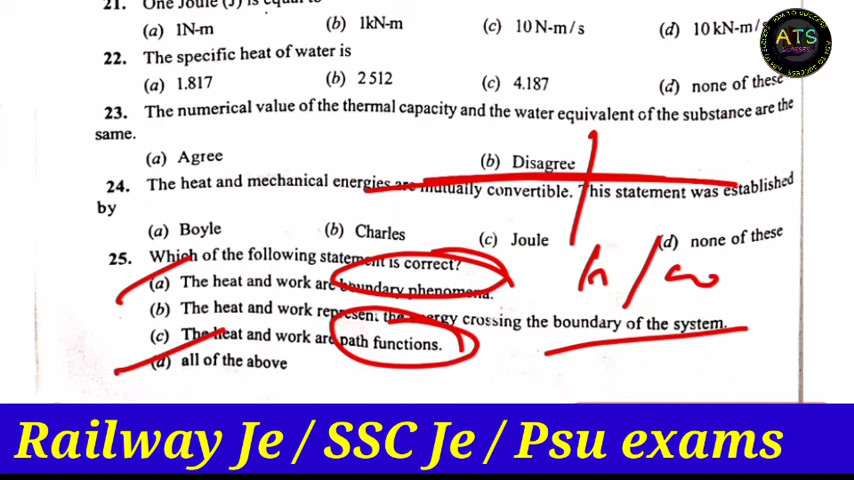 21. One Joule (J) is equal to
(a) 1N-m (b) 1kN-m (c) 10 N-m/s (d) 10 kN-m/s
22. The specific heat of water is
(a) 1.817 (b) 2512 (c) 4.187 (d) none of these
23. The numerical value of the thermal capacity and the water equivalent of the substance are the
same.
(a) Agree (b) Disagree
24. The heat and mechanical energies are mutually convertible. This statement was established
by
(a) Boyle (b) Charles (c) Joule (d) none of these
25. Which of the following statement is correct?
(a) The heat and work are boundary phenomena.
(b) The heat and work represent the energy crossing the boundary of the system.
(c) The heat and work are path functions.
(d) all of the above
ATS
CLASSES
Railway Je / SSC Je / Psu exams